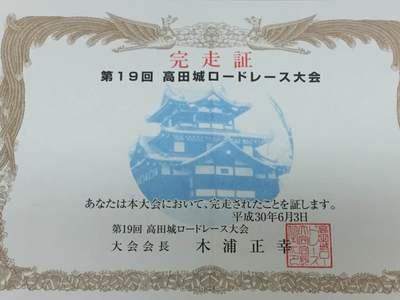 完走証
第19回 高田城ロードレース大会
あなたは本大会において、完走されたことを証します。
平成30年6月3日
第19回 高田城ロードレース大会
大会会長 木浦正幸